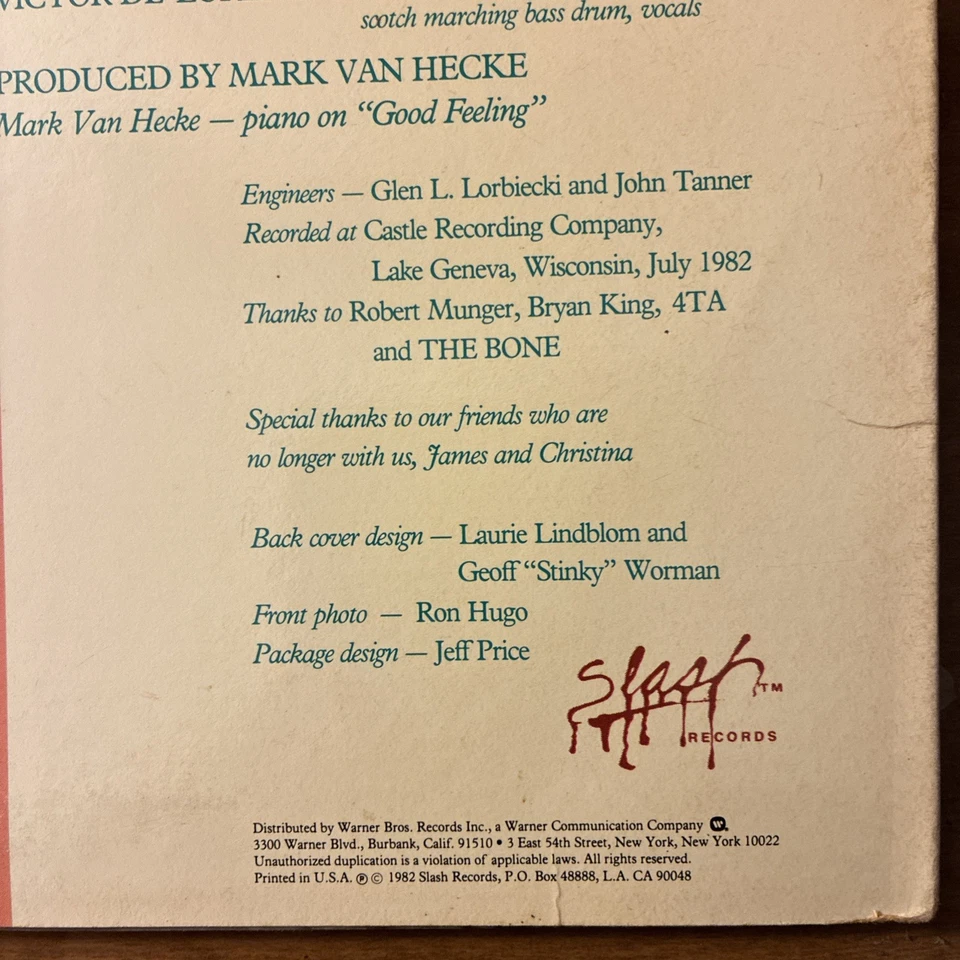 VICTOR DE LOR
scotch marching bass drum, vocals
PRODUCED BY MARK VAN HECKE
Mark Van Hecke — piano on “Good Feeling”
Engineers — Glen L. Lorbiecki and John Tanner
Recorded at Castle Recording Company,
Lake Geneva, Wisconsin, July 1982
Thanks to Robert Munger, Bryan King, 4TA
and THE BONE
Special thanks to our friends who are
no longer with us, James and Christina
Back cover design — Laurie Lindblom and
Geoff “Stinky” Worman
Front photo — Ron Hugo
Package design — Jeff Price
Slash TM
RECORDS
Distributed by Warner Bros. Records Inc., a Warner Communication Company
3300 Warner Blvd., Burbank, Calif. 91510 • 3 East 54th Street, New York, New York 10022
Unauthorized duplication is a violation of applicable laws. All rights reserved.
Printed in U.S.A. ℗ © 1982 Slash Records, P.O. Box 48888, L.A. CA 90048